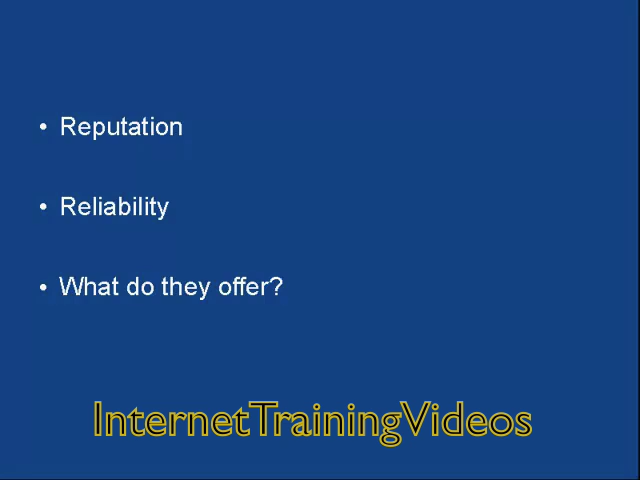 • Reputation
• Reliability
• What do they offer?
InternetTrainingVideos